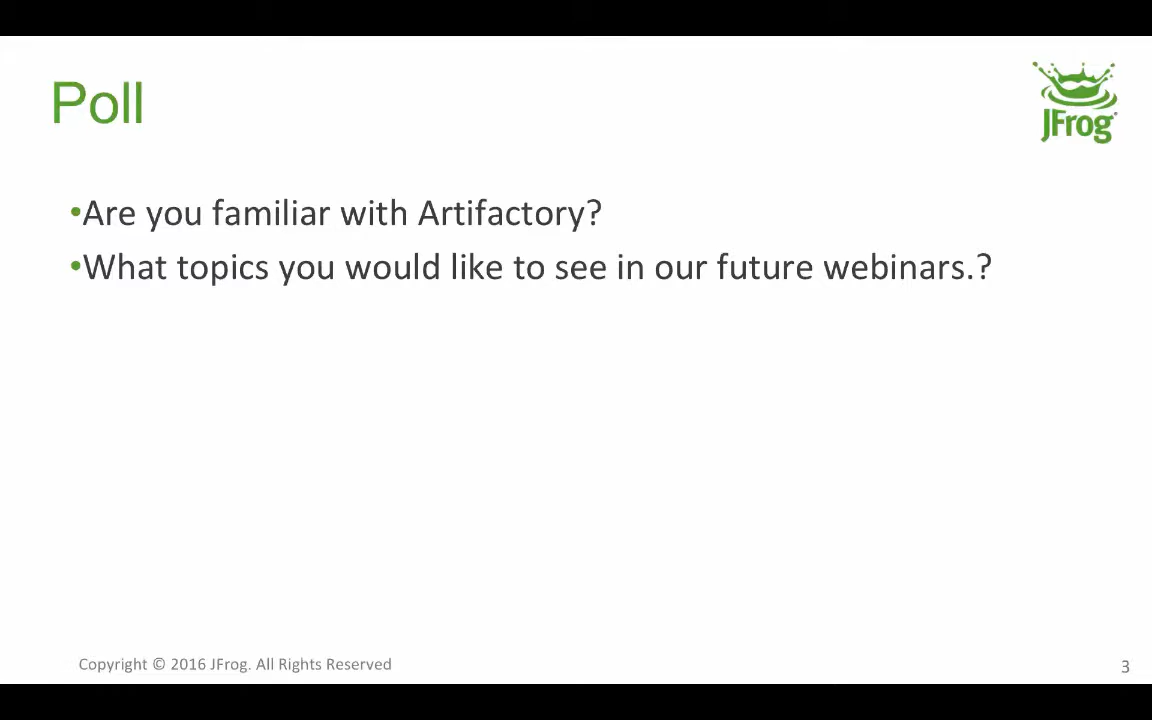 Poll
JFrog
•Are you familiar with Artifactory?
•What topics you would like to see in our future webinars.?
Copyright © 2016 JFrog. All Rights Reserved
3